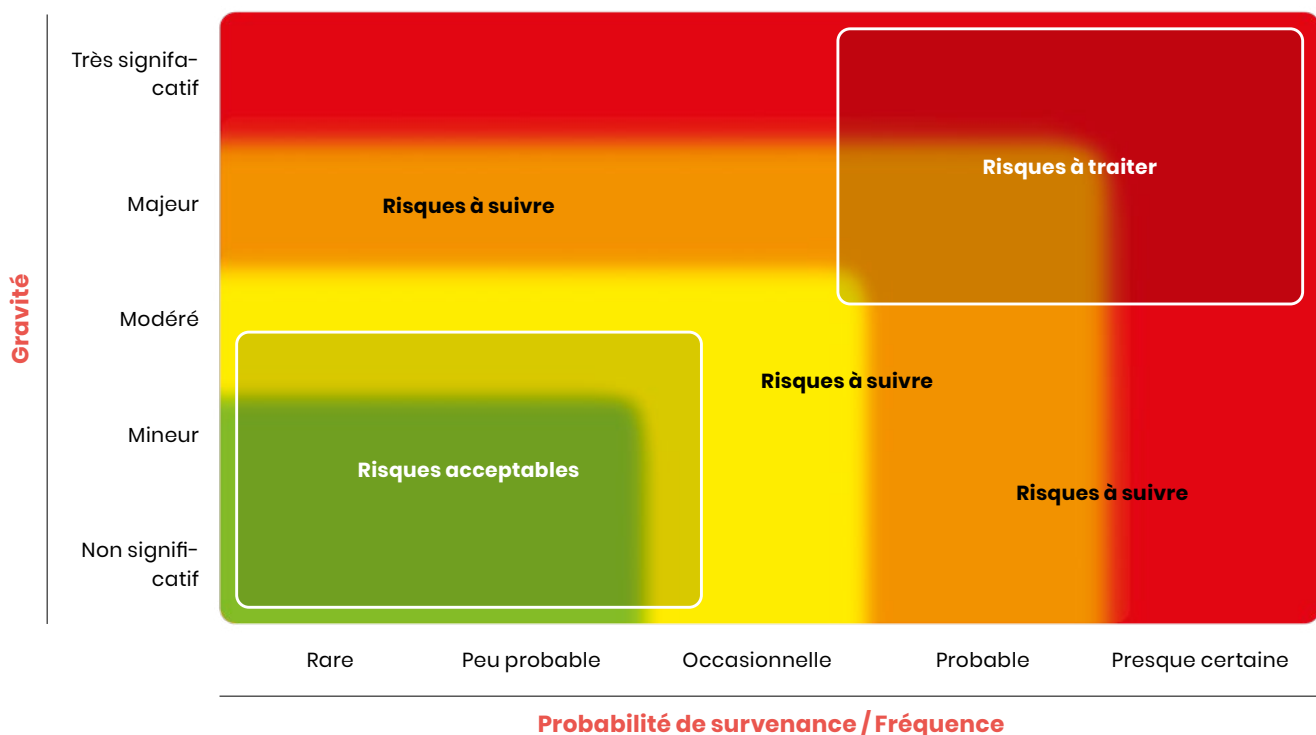 Très signifa-
catif
Risques à traiter
Majeur
Risques à suivre
Gravité
Modéré
Risques à suivre
Mineur
Risques acceptables
Risques à suivre
Non signifi-
catif
Rare
Peu probable
Occasionnelle
Probable
Presque certaine
Probabilité de survenance / Fréquence